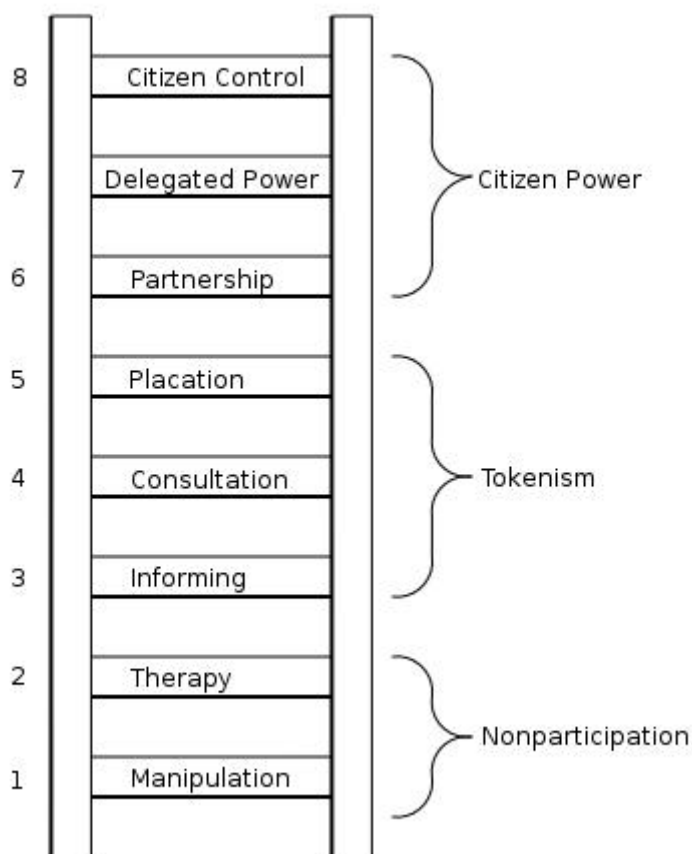 8 Citizen Control
7 Delegated Power Citizen Power
6 Partnership
5 Placation
4 Consultation Tokenism
3 Informing
2 Therapy
Nonparticipation
1 Manipulation